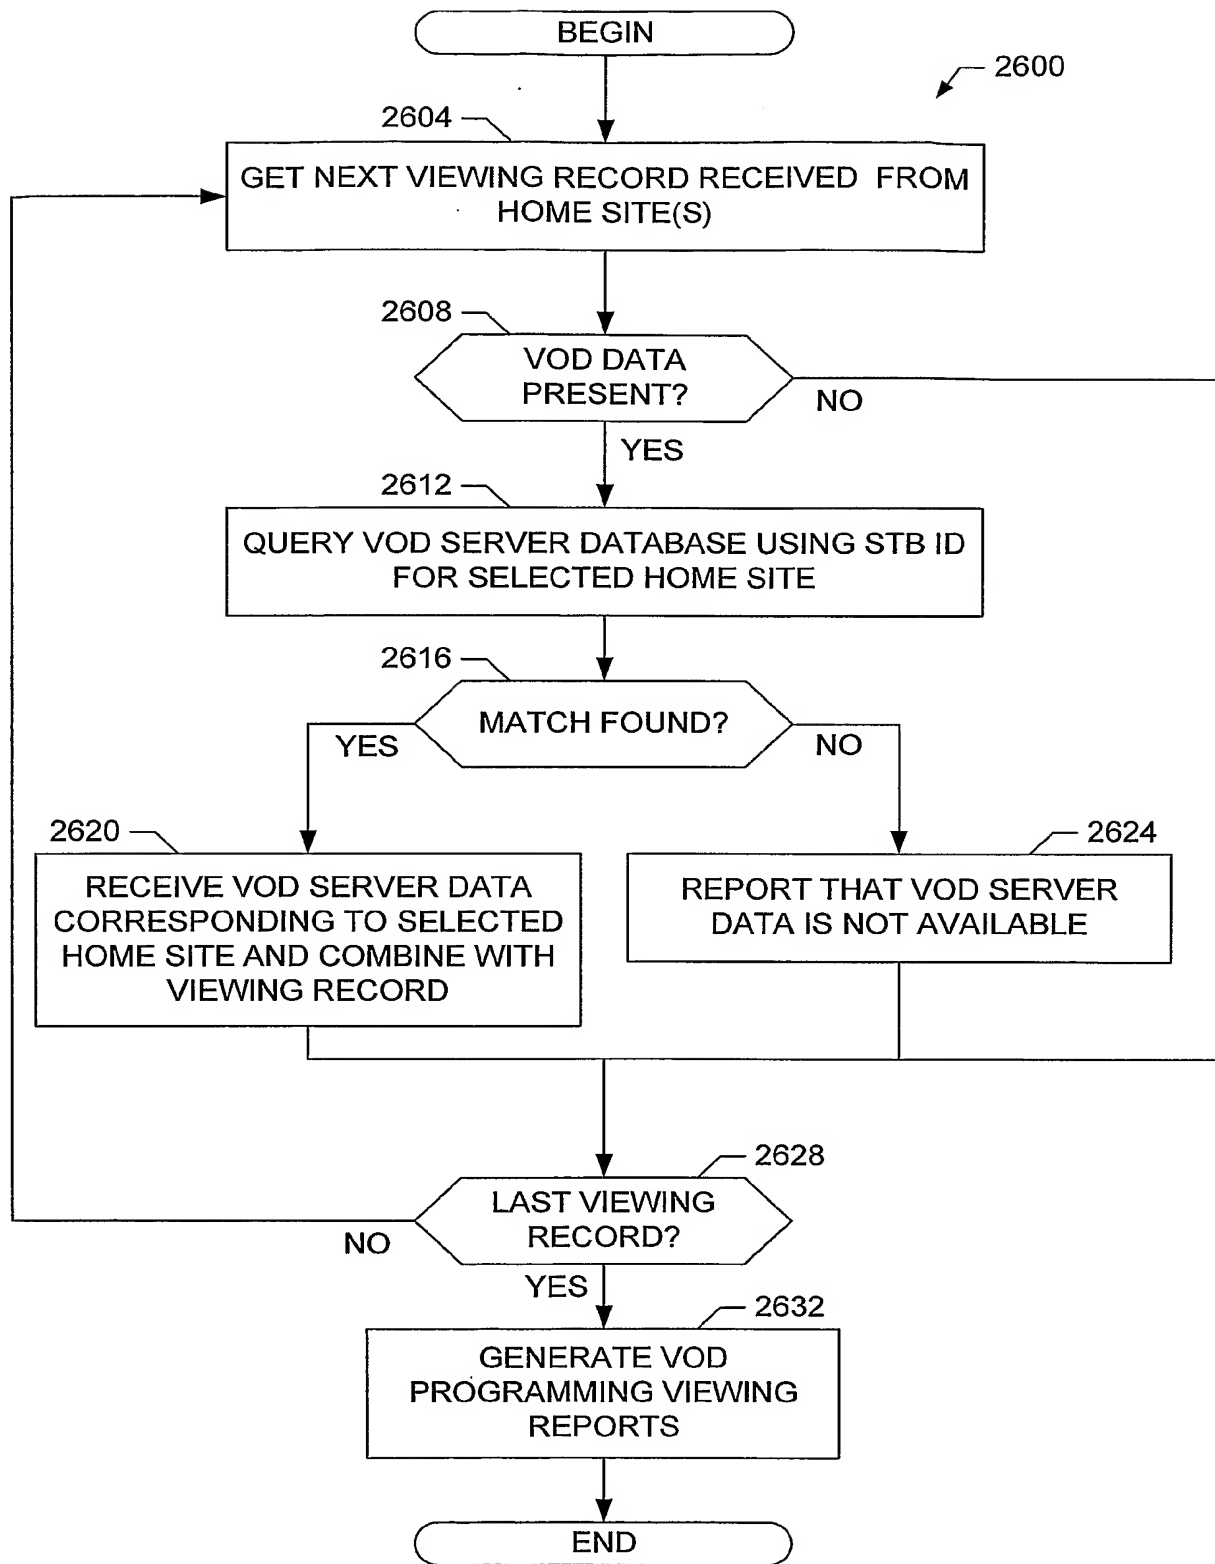 BEGIN
2600
2604
GET NEXT VIEWING RECORD RECEIVED FROM
HOME SITE(S)
2608
VOD DATA
PRESENT?
NO
YES
2612
QUERY VOD SERVER DATABASE USING STB ID
FOR SELECTED HOME SITE
2616
MATCH FOUND?
YES
NO
2620
RECEIVE VOD SERVER DATA
CORRESPONDING TO SELECTED
HOME SITE AND COMBINE WITH
VIEWING RECORD
2624
REPORT THAT VOD SERVER
DATA IS NOT AVAILABLE
2628
LAST VIEWING
RECORD?
NO
YES
2632
GENERATE VOD
PROGRAMMING VIEWING
REPORTS
END